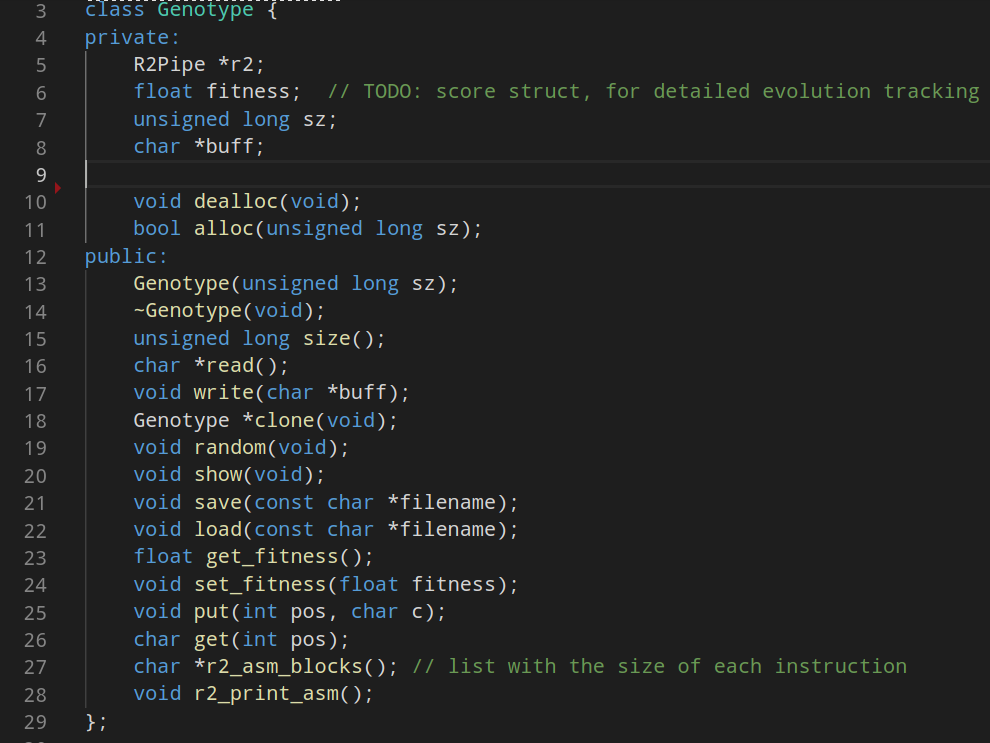 3 class Genotype {
4 private:
5     R2Pipe *r2;
6     float fitness;  // TODO: score struct, for detailed evolution tracking
7     unsigned long sz;
8     char *buff;
9
10     void dealloc(void);
11     bool alloc(unsigned long sz);
12 public:
13     Genotype(unsigned long sz);
14     ~Genotype(void);
15     unsigned long size();
16     char *read();
17     void write(char *buff);
18     Genotype *clone(void);
19     void random(void);
20     void show(void);
21     void save(const char *filename);
22     void load(const char *filename);
23     float get_fitness();
24     void set_fitness(float fitness);
25     void put(int pos, char c);
26     char get(int pos);
27     char *r2_asm_blocks(); // list with the size of each instruction
28     void r2_print_asm();
29 };